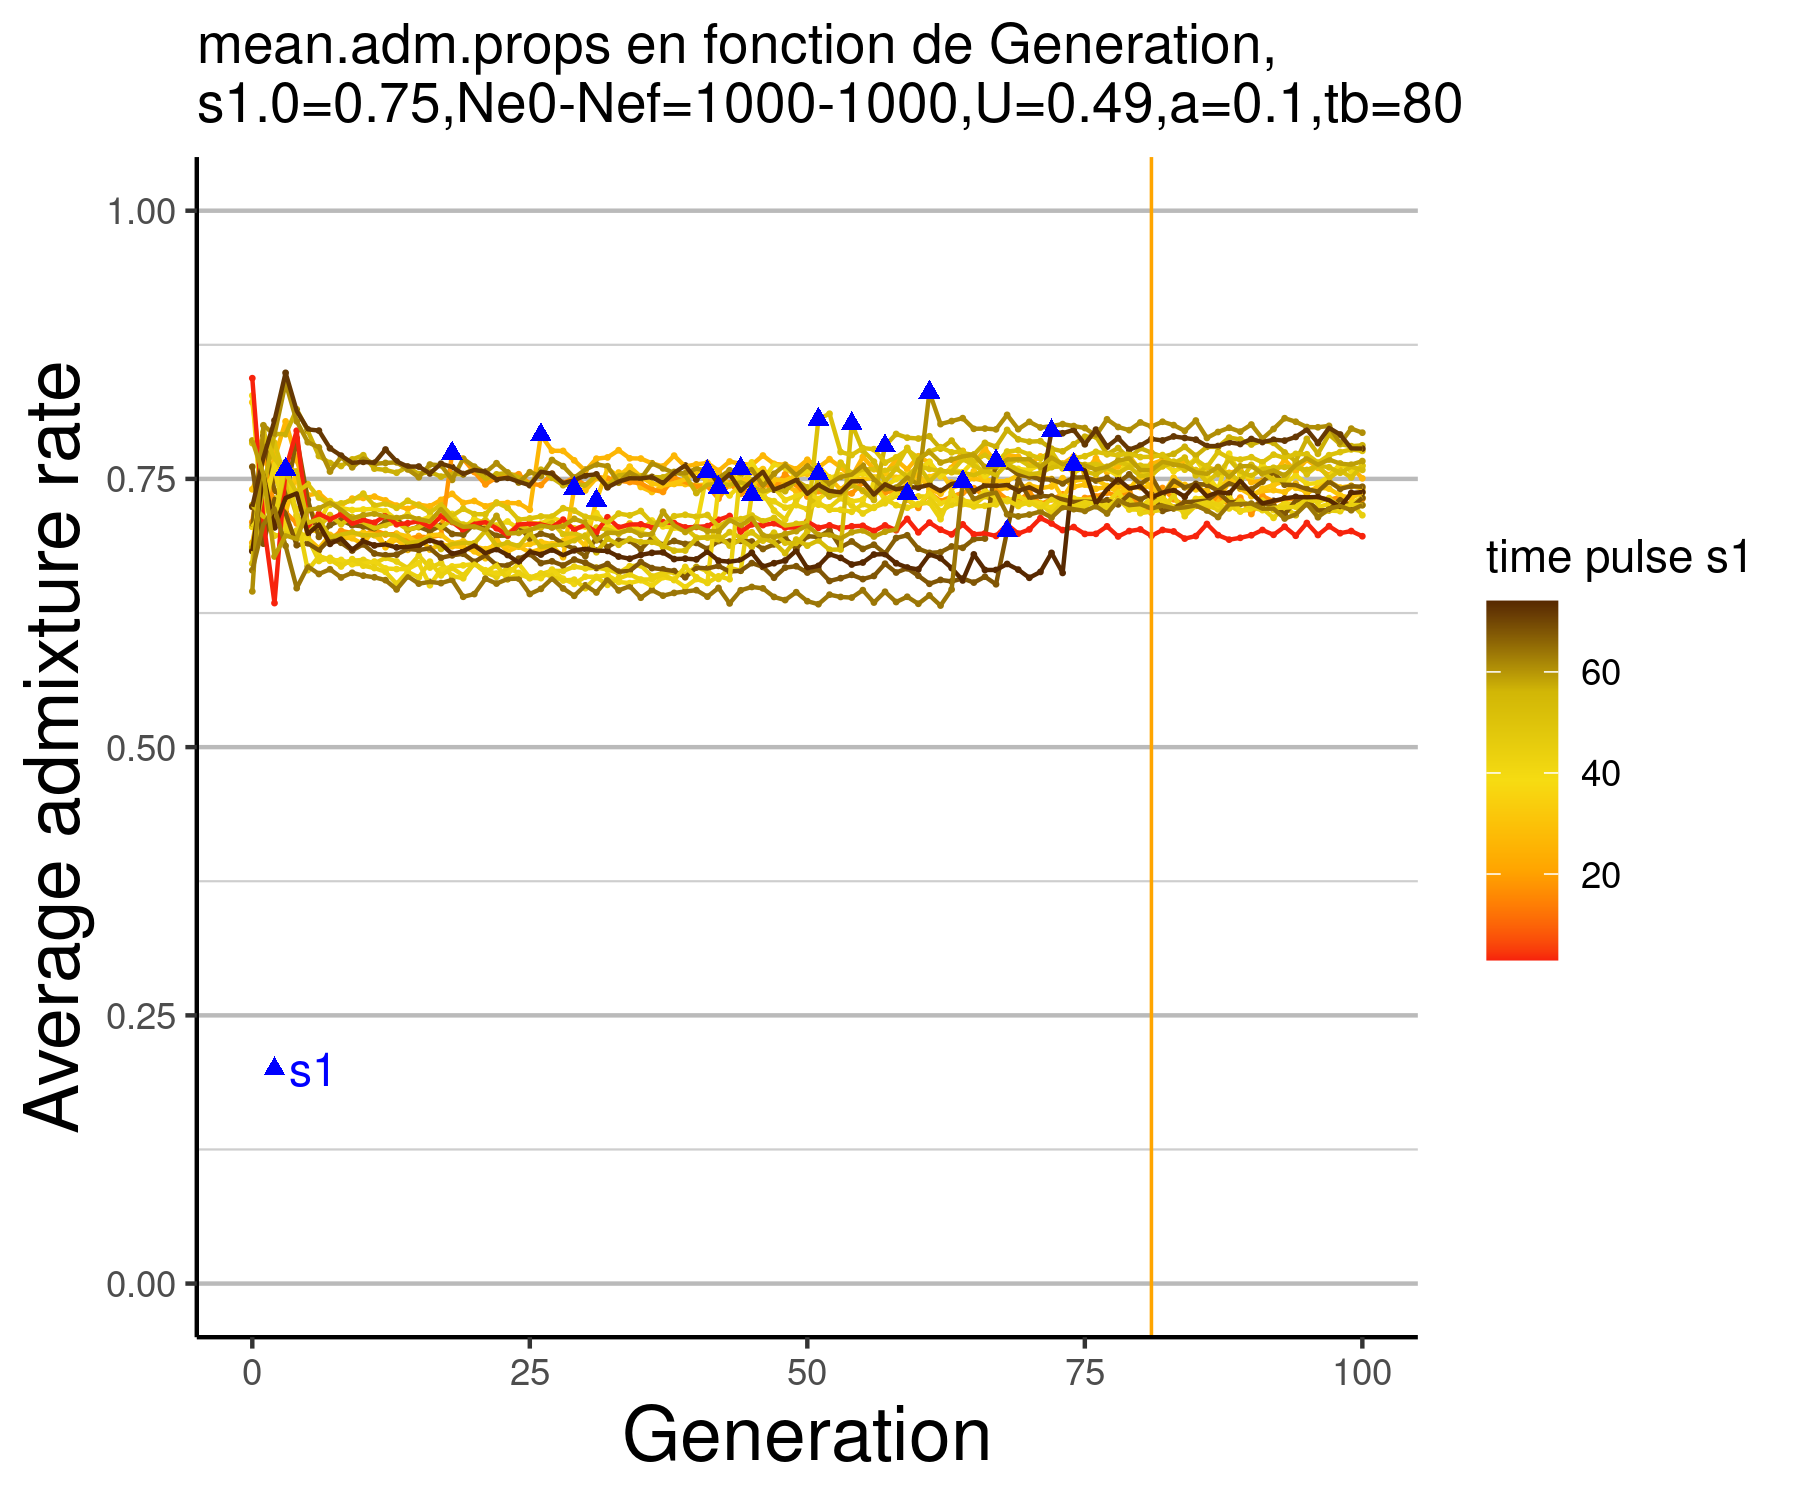 mean.adm.props en fonction de Generation,
s1.0=0.75,Ne0-Nef=1000-1000,U=0.49,a=0.1,tb=80
Average admixture rate
1.00
0.75
0.50
0.25
0.00
s1
0
25
50
75
100
Generation
time pulse s1
60
40
20